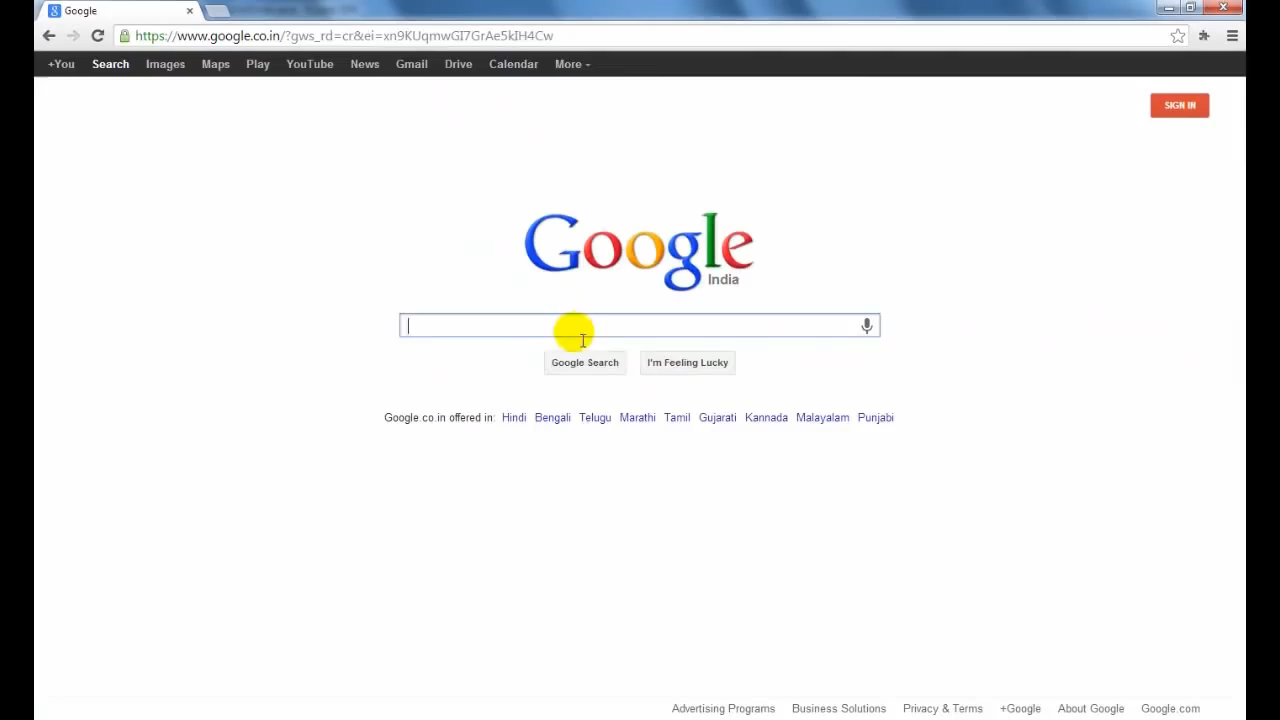 Google
https://www.google.co.in/?gws_rd=cr&ei=xn9KUqmwGI7GrAe5kIH4Cw
+You Search Images Maps Play YouTube News Gmail Drive Calendar More
SIGN IN
Google
India
Google Search I'm Feeling Lucky
Google.co.in offered in: Hindi Bengali Telugu Marathi Tamil Gujarati Kannada Malayalam Punjabi
Advertising Programs Business Solutions Privacy & Terms +Google About Google Google.com